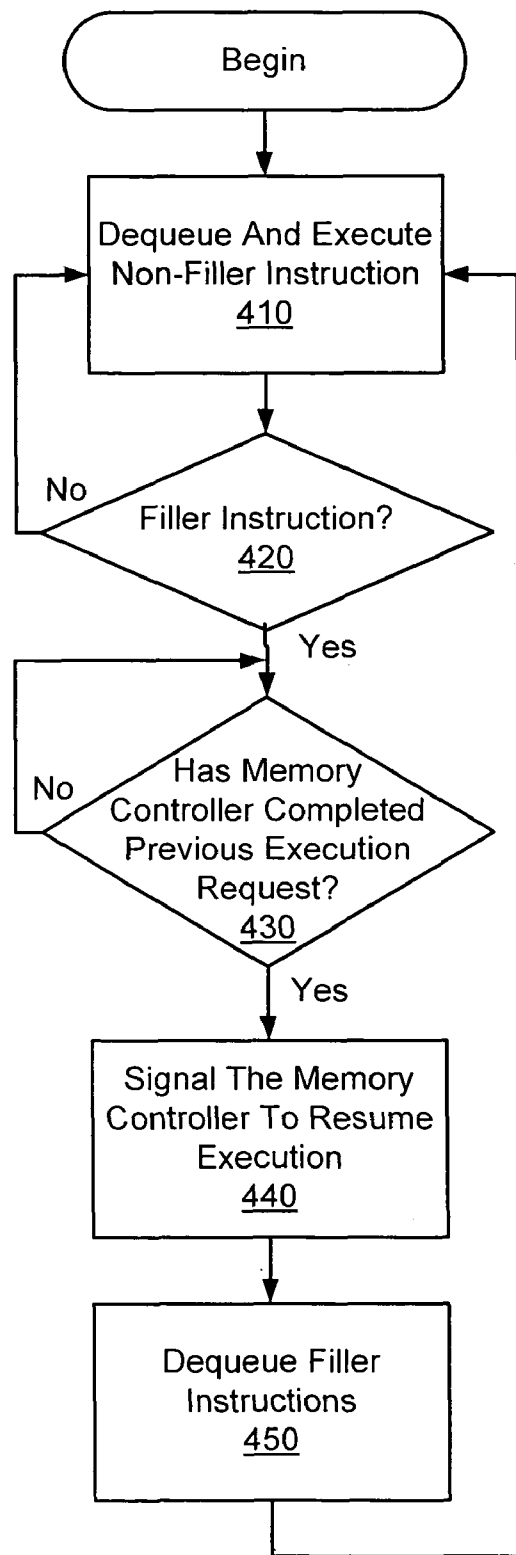 Begin
Dequeue And Execute
Non-Filler Instruction
410
No
Filler Instruction?
420
Yes
Has Memory
No
Controller Completed
Previous Execution
Request?
430
Yes
Signal The Memory
Controller To Resume
Execution
440
Dequeue Filler
Instructions
450